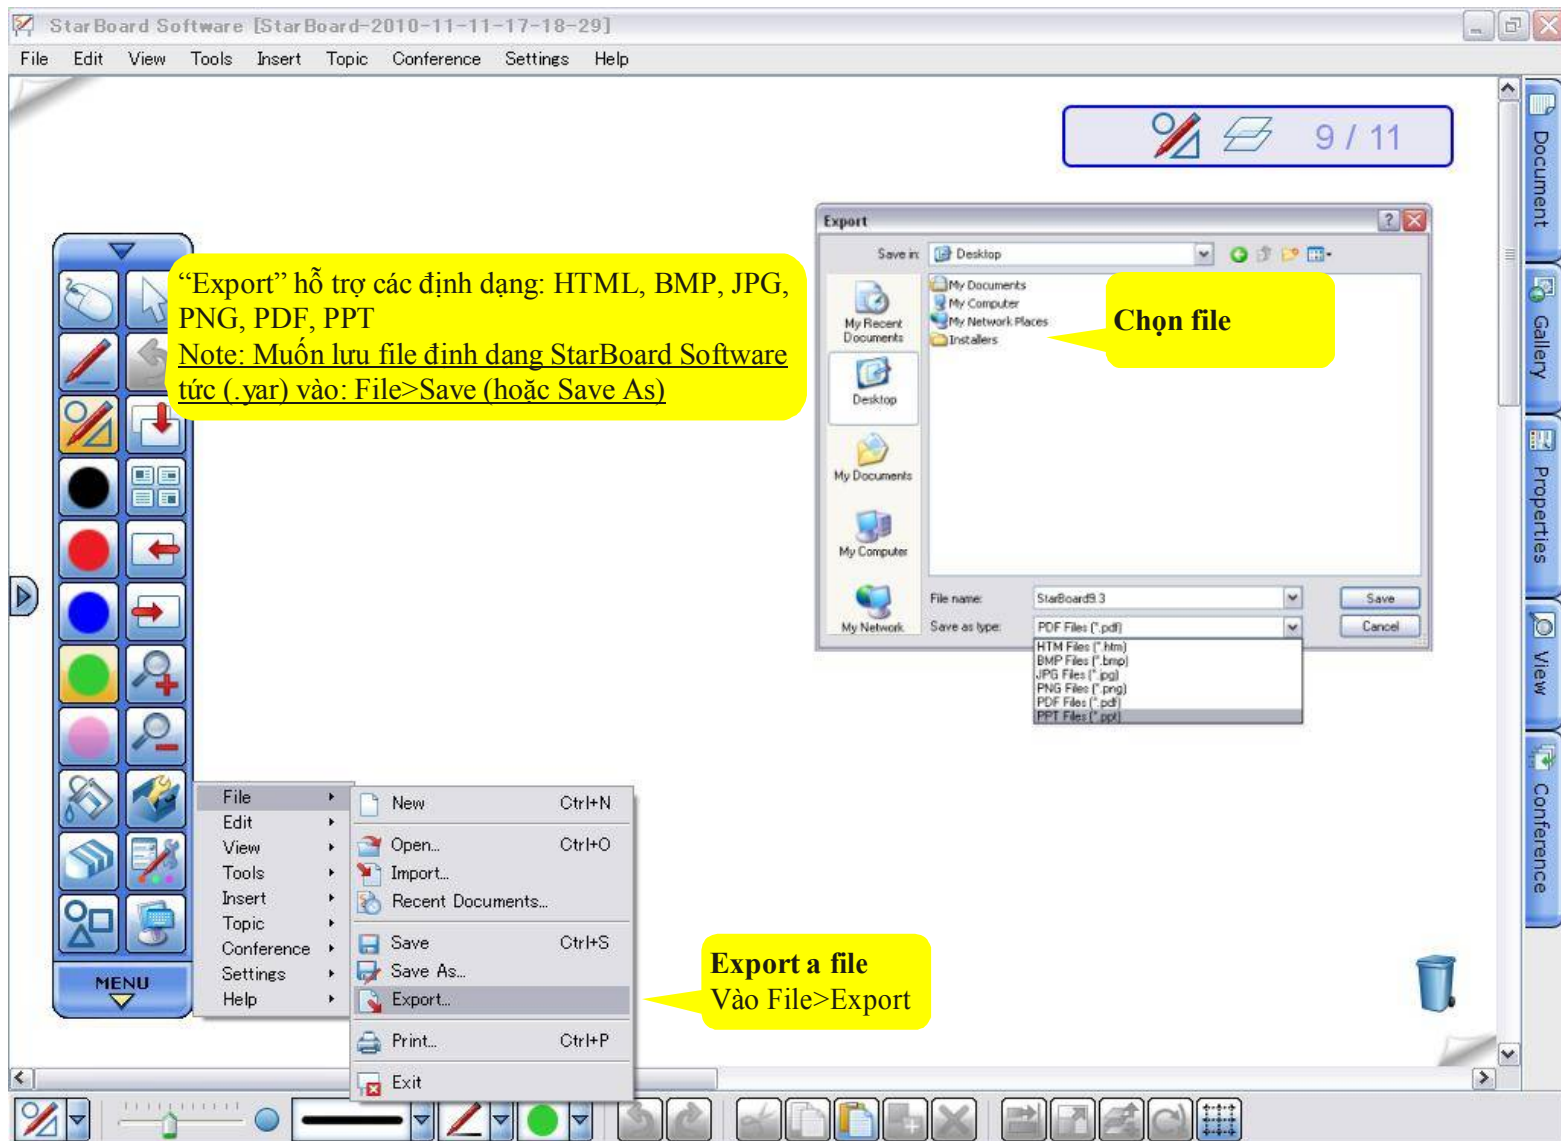 StarBoard Software [StarBoard-2010-11-11-17-18-29]
File Edit View Tools Insert Topic Conference Settings Help
9 / 11
Document
Gallery
Properties
View
Conference
“Export” hỗ trợ các định dạng: HTML, BMP, JPG,
PNG, PDF, PPT
Note: Muốn lưu file định dạng StarBoard Software
tức (.yar) vào: File>Save (hoặc Save As)
Export
Save in: Desktop
My Recent
Documents
Desktop
My Documents
My Computer
My Network
My Documents
My Computer
My Network Places
Installers
Chọn file
File name: StarBoard9.3 Save
Save as type: PDF Files (*.pdf) Cancel
HTM Files (*.htm)
BMP Files (*.bmp)
JPG Files (*.jpg)
PNG Files (*.png)
PDF Files (*.pdf)
PPT Files (*.ppt)
MENU
File
Edit
View
Tools
Insert
Topic
Conference
Settings
Help
New Ctrl+N
Open... Ctrl+O
Import...
Recent Documents...
Save Ctrl+S
Save As...
Export...
Print... Ctrl+P
Exit
Export a file
Vào File>Export